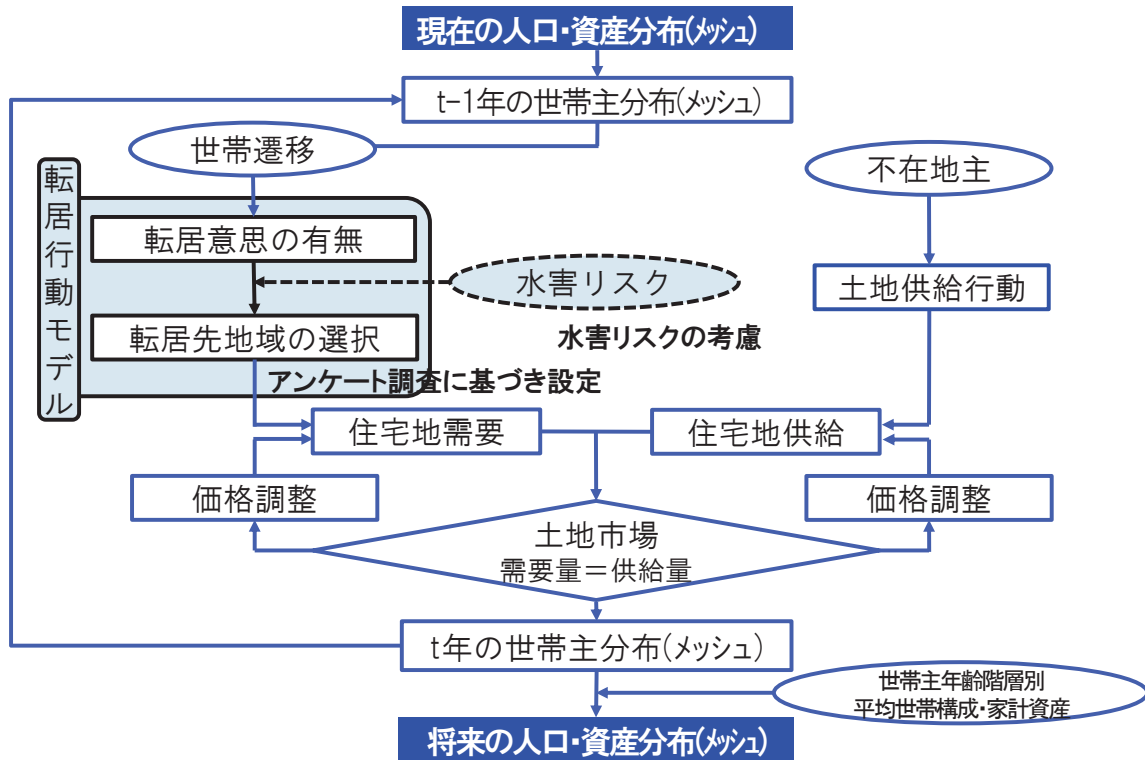 現在の人口・資産分布(メッシュ)
t-1年の世帯主分布(メッシュ)
世帯遷移
不在地主
転居行動モデル
転居意思の有無
水害リスク
土地供給行動
転居先地域の選択
水害リスクの考慮
アンケート調査に基づき設定
住宅地需要
住宅地供給
価格調整
価格調整
土地市場
需要量＝供給量
t年の世帯主分布(メッシュ)
世帯主年齢階層別
平均世帯構成・家計資産
将来の人口・資産分布(メッシュ)